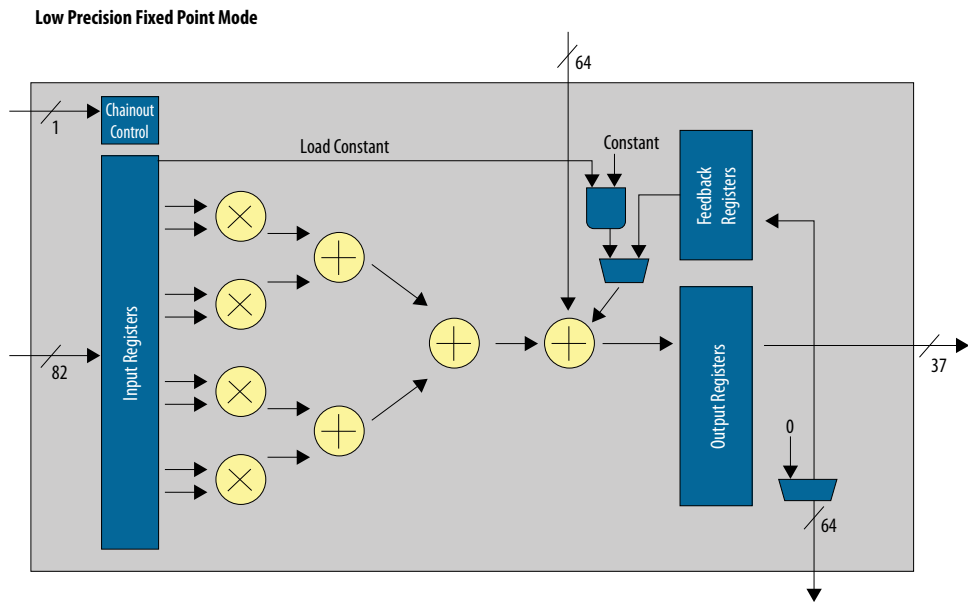 Low Precision Fixed Point Mode
64
1
Chainout
Control
Load Constant
Constant
Feedback
Registers
Input Registers
82
Output Registers
37
0
64